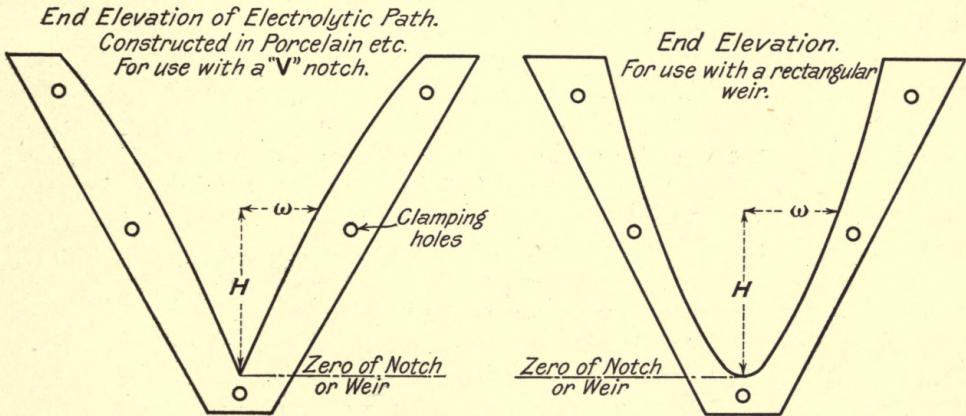 End Elevation of Electrolytic Path.
Constructed in Porcelain etc.
For use with a "V" notch.
ω
Clamping
holes
H
Zero of Notch
or Weir
End Elevation.
For use with a rectangular
weir.
ω
H
Zero of Notch
or Weir